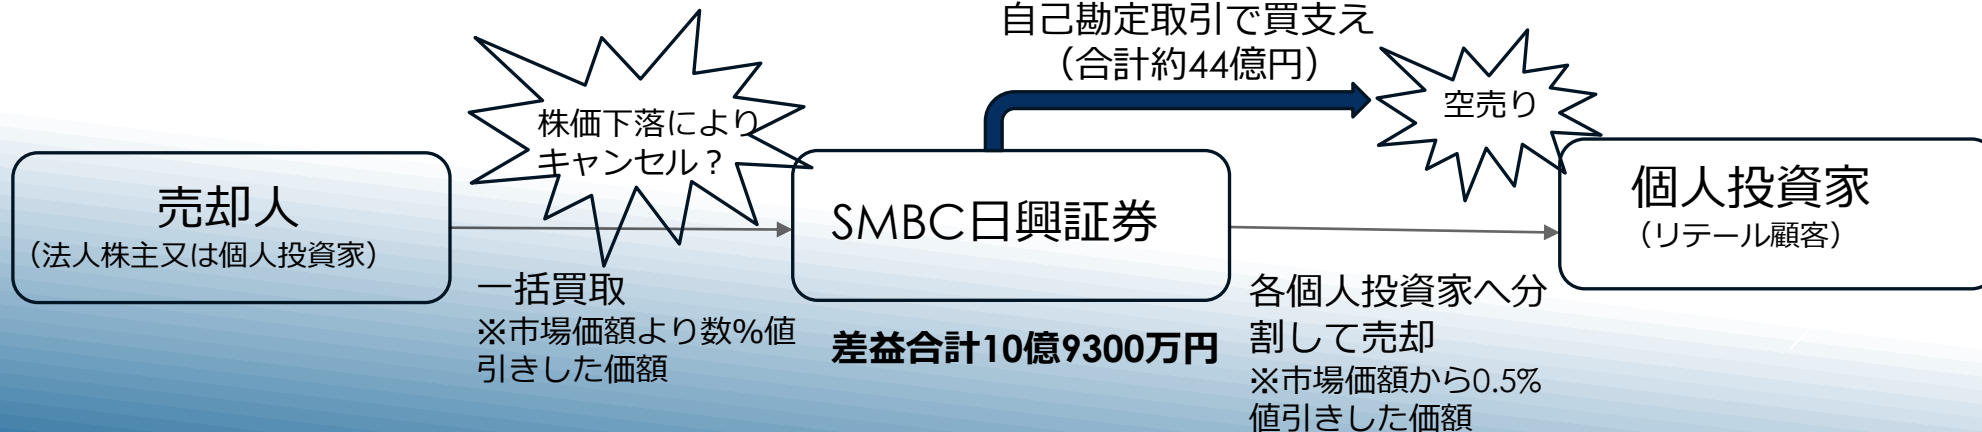 自己勘定取引で買支え
（合計約44億円）
株価下落により
キャンセル？
空売り
売却人
（法人株主又は個人投資家）
SMBC日興証券
個人投資家
（リテール顧客）
一括買取
※市場価額より数%値
引きした価額
差益合計10億9300万円
各個人投資家へ分
割して売却
※市場価額から0.5%
値引きした価額